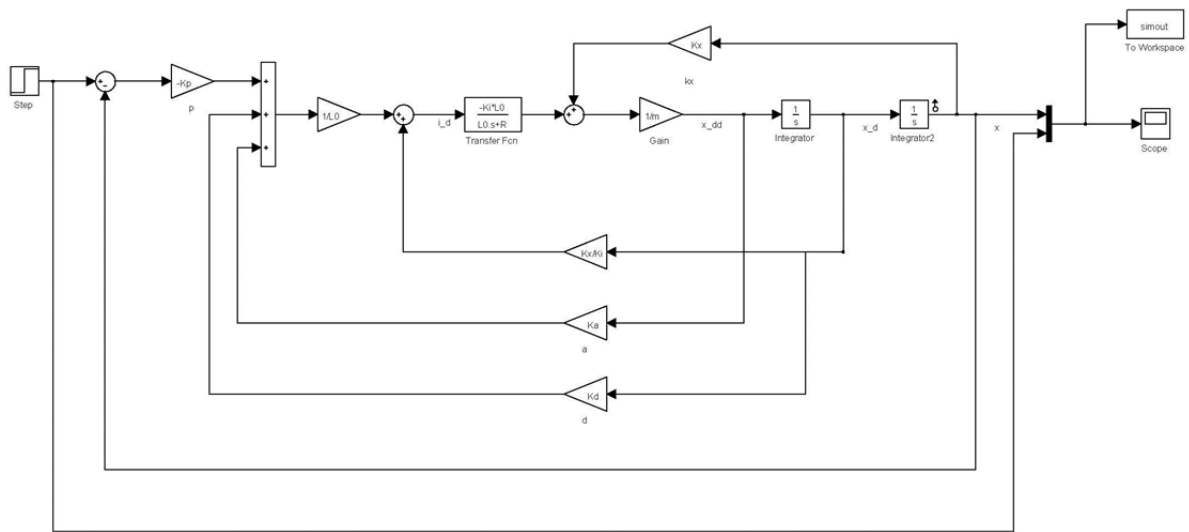 simout
To Workspace
Kx
kx
Step
+
−
-Kp
p
+
+
+
1/L0
+
+
i_d
-Ki*L0
L0.s+R
Transfer Fcn
+
+
1/m
Gain
x_dd
1
s
Integrator
x_d
1
s
Integrator2
x
Scope
Kx/Ki
Ka
a
Kd
d